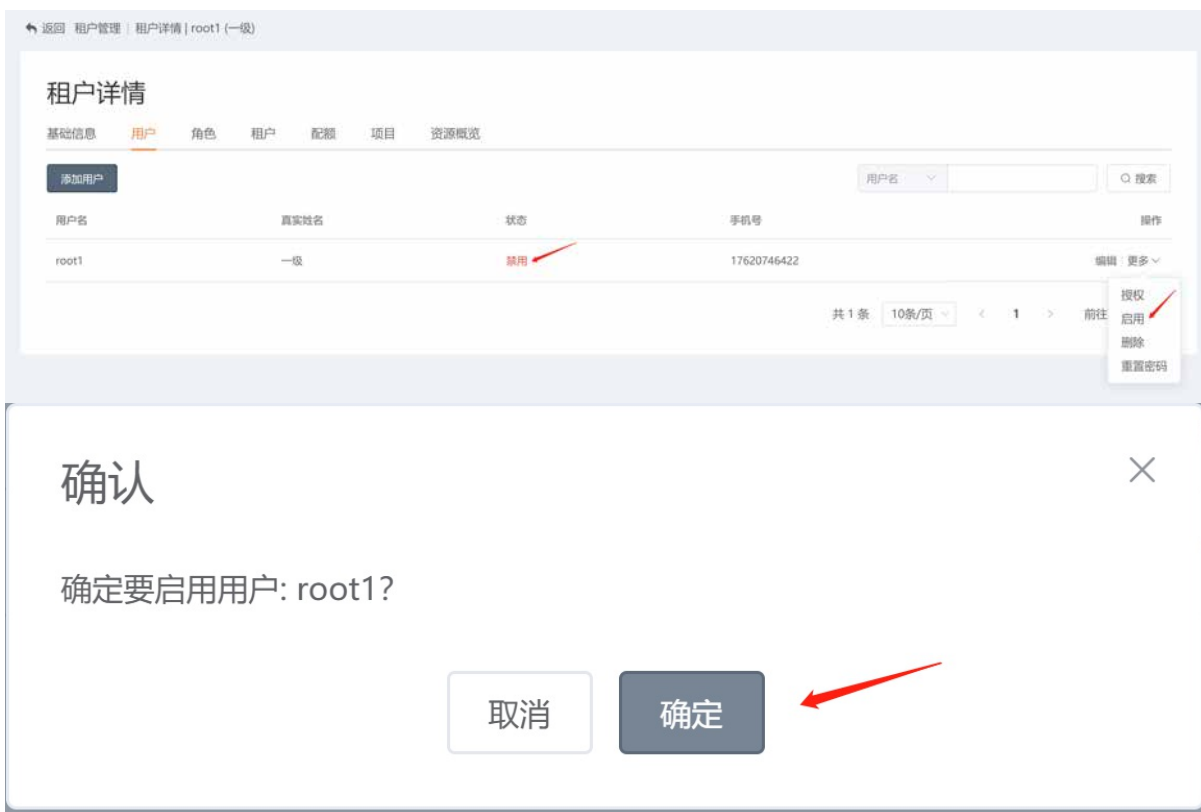 返回 租户管理 | 租户详情 | root1 (一级)
租户详情
基础信息 用户 角色 租户 配额 项目 资源概览
添加用户 用户名 搜索
用户名 真实姓名 状态 手机号 操作
root1 一级 禁用 17620746422 编辑 更多
授权
共 1 条 10条/页 1 前往 启用
删除
重置密码
确认
确定要启用用户: root1?
取消 确定